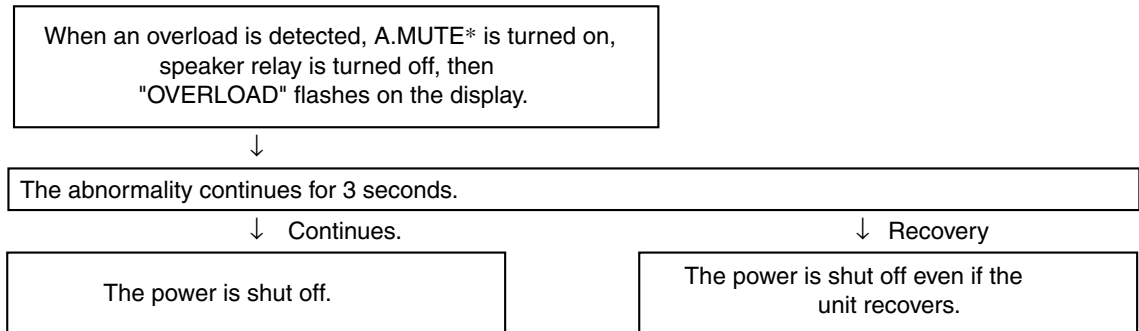 When an overload is detected, A.MUTE* is turned on,
speaker relay is turned off, then
"OVERLOAD" flashes on the display.
↓
The abnormality continues for 3 seconds.
↓ Continues.
↓ Recovery
The power is shut off.
The power is shut off even if the
unit recovers.